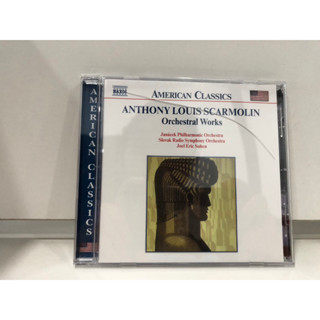 NAXOS
AMERICAN CLASSICS
ANTHONY LOUIS SCARMOLIN
Orchestral Works
Janáček Philharmonic Orchestra
Slovak Radio Symphony Orchestra
Joel Eric Suben
AMERICAN CLASSICS